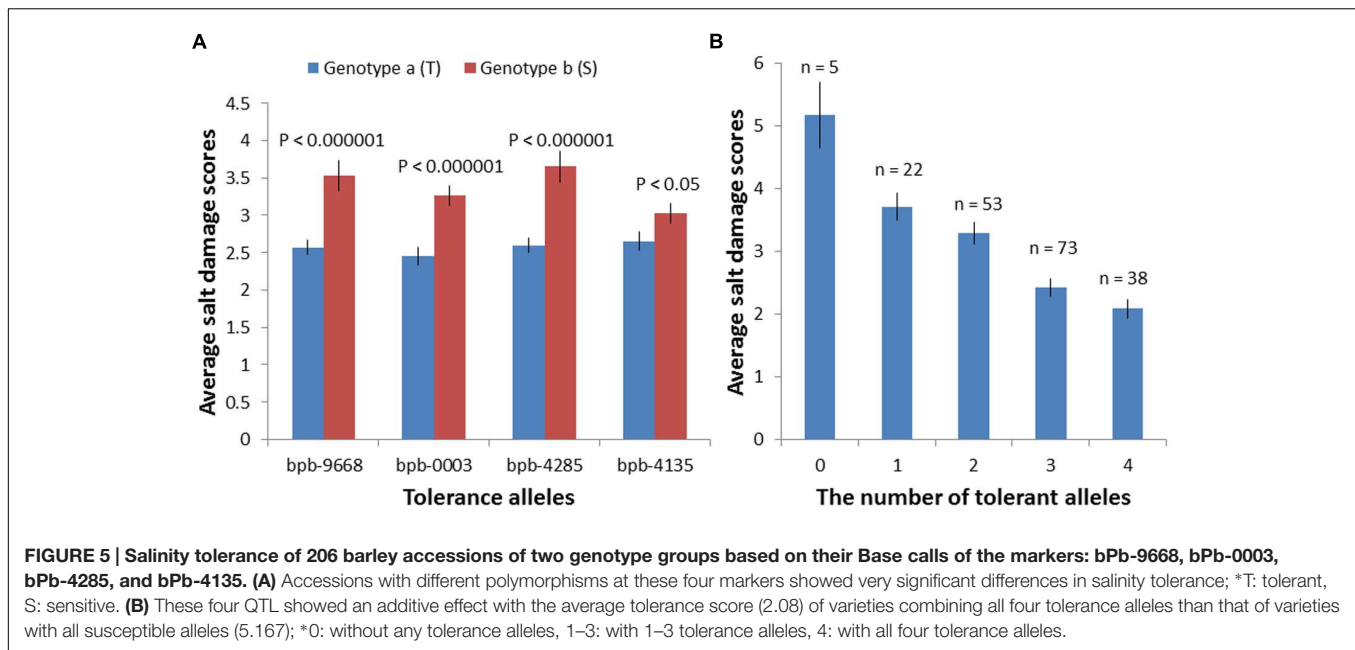 A
Genotype a (T) Genotype b (S)
Average salt damage scores
4.5
4
3.5
3
2.5
2
1.5
1
0.5
0
P < 0.000001
P < 0.000001
P < 0.000001
P < 0.05
bpb-9668 bpb-0003 bpb-4285 bpb-4135
Tolerance alleles
B
Average salt damage scores
6
5
4
3
2
1
0
n = 5
n = 22
n = 53
n = 73
n = 38
0 1 2 3 4
The number of tolerant alleles
FIGURE 5 | Salinity tolerance of 206 barley accessions of two genotype groups based on their Base calls of the markers: bPb-9668, bPb-0003,
bPb-4285, and bPb-4135. (A) Accessions with different polymorphisms at these four markers showed very significant differences in salinity tolerance; *T: tolerant,
S: sensitive. (B) These four QTL showed an additive effect with the average tolerance score (2.08) of varieties combining all four tolerance alleles than that of varieties
with all susceptible alleles (5.167); *0: without any tolerance alleles, 1–3: with 1–3 tolerance alleles, 4: with all four tolerance alleles.